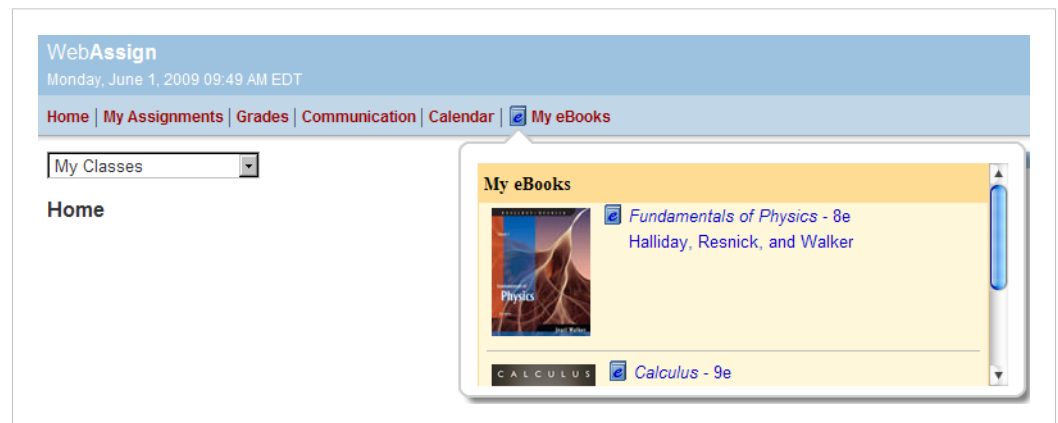 WebAssign
Monday, June 1, 2009 09:49 AM EDT
Home | My Assignments | Grades | Communication | Calendar | e My eBooks
My Classes
Home
My eBooks
e Fundamentals of Physics - 8e
Halliday, Resnick, and Walker
Physics
CALCULUS
e Calculus - 9e